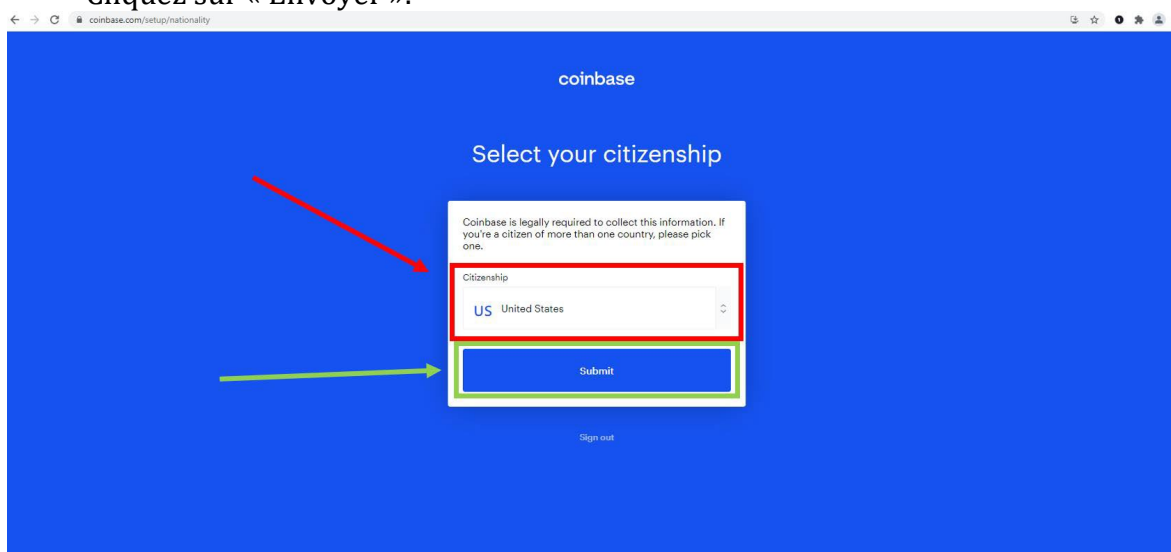 Cliquez sur « Envoyer ».
coinbase.com/setup/nationality
coinbase
Select your citizenship
Coinbase is legally required to collect this information. If
you're a citizen of more than one country, please pick
one.
Citizenship
US United States
Submit
Sign out